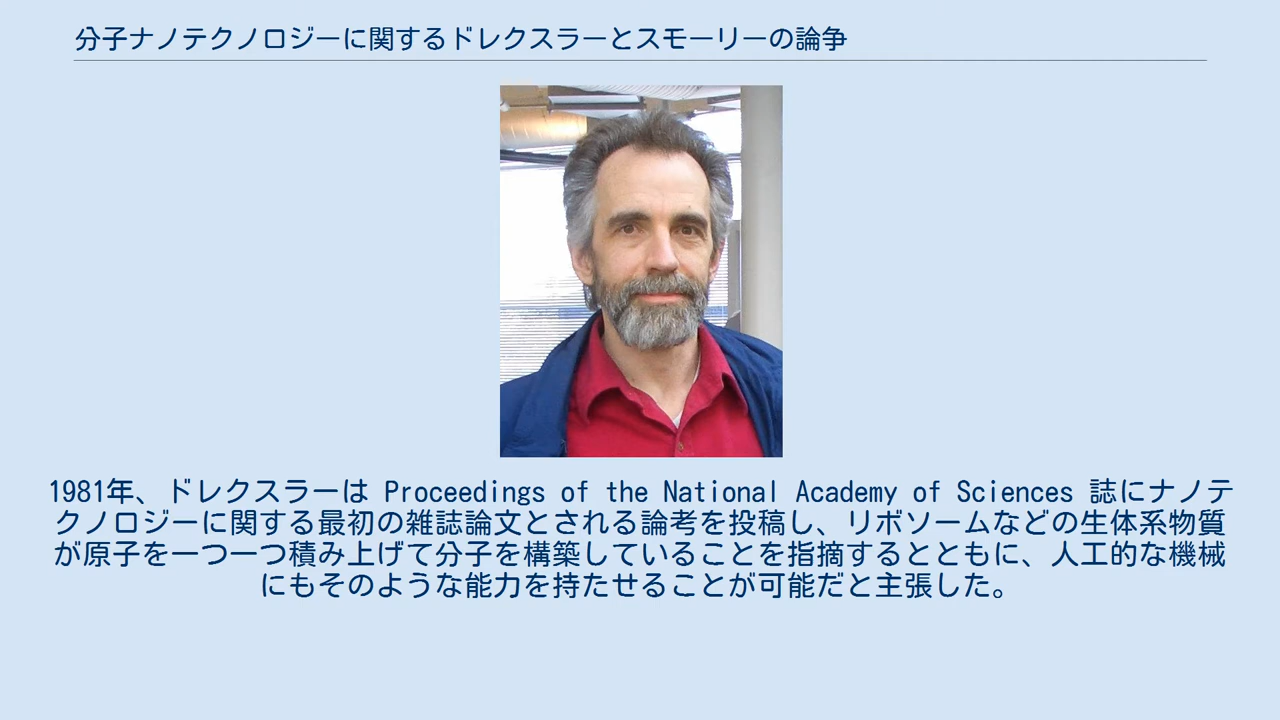 分子ナノテクノロジーに関するドレクスラーとスモーリーの論争
1981年、ドレクスラーは Proceedings of the National Academy of Sciences 誌にナノテ
クノロジーに関する最初の雑誌論文とされる論考を投稿し、リボソームなどの生体系物質
が原子を一つ一つ積み上げて分子を構築していることを指摘するとともに、人工的な機械
にもそのような能力を持たせることが可能だと主張した。